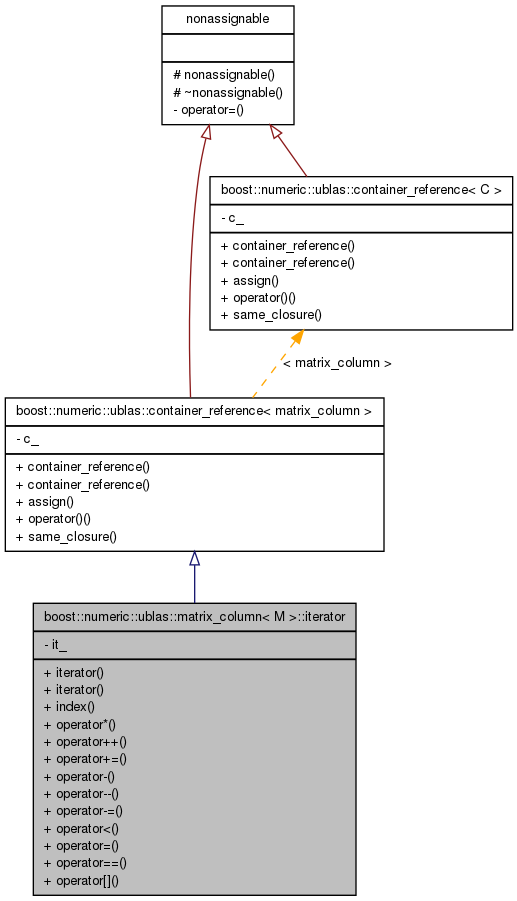 nonassignable
# nonassignable()
# ~nonassignable()
- operator=()
boost::numeric::ublas::container_reference< C >
- c_
+ container_reference()
+ container_reference()
+ assign()
+ operator()()
+ same_closure()
< matrix_column >
boost::numeric::ublas::container_reference< matrix_column >
- c_
+ container_reference()
+ container_reference()
+ assign()
+ operator()()
+ same_closure()
boost::numeric::ublas::matrix_column< M >::iterator
- it_
+ iterator()
+ iterator()
+ index()
+ operator*()
+ operator++()
+ operator+=()
+ operator-()
+ operator--()
+ operator-=()
+ operator<()
+ operator=()
+ operator==()
+ operator[]()